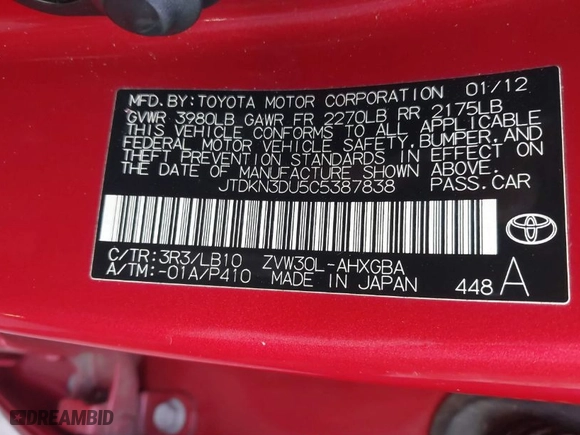 MFD. BY: TOYOTA MOTOR CORPORATION 01/12
GVWR 3980LB GAWR FR 2270LB RR 2175LB
THIS VEHICLE CONFORMS TO ALL APPLICABLE
FEDERAL MOTOR VEHICLE SAFETY, BUMPER, AND
THEFT PREVENTION STANDARDS IN EFFECT ON
THE DATE OF MANUFACTURE SHOWN ABOVE.
JTDKN3DU5C5387838 PASS. CAR
C/TR: 3R3/LB10 ZVW30L-AHXGBA
A/TM: -01A/P410 MADE IN JAPAN
448 A
TOYOTA
DREAMBID